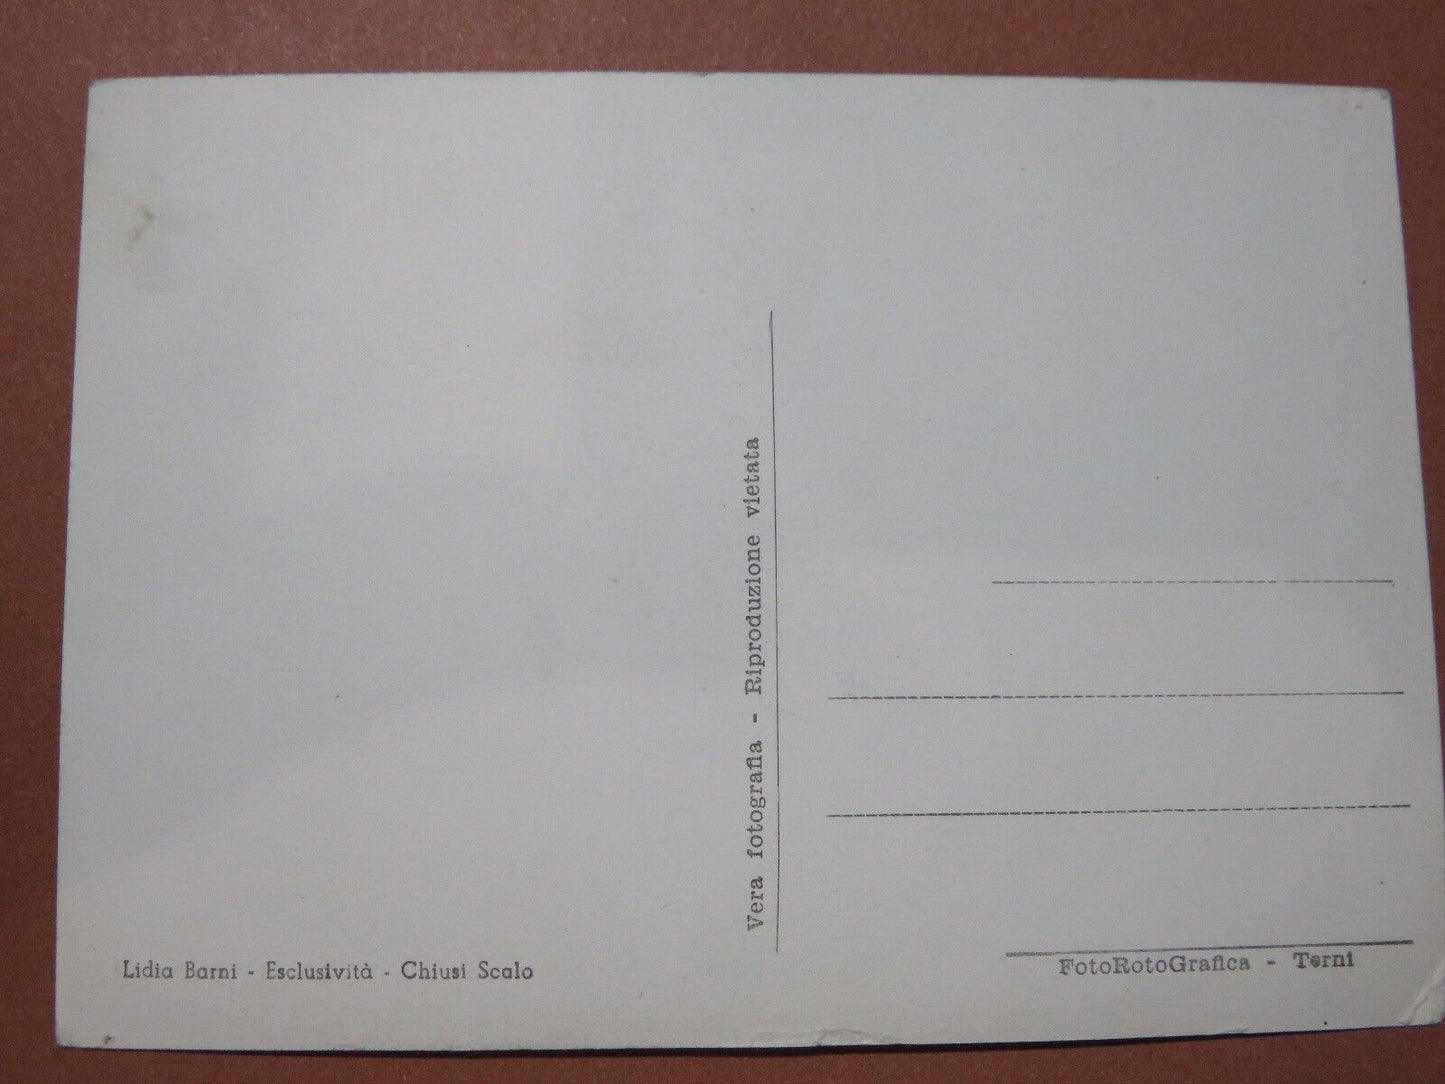 Vera fotografia - Riproduzione vietata
Lidia Barni - Esclusività - Chiusi Scalo
FotoRotoGrafica - Terni